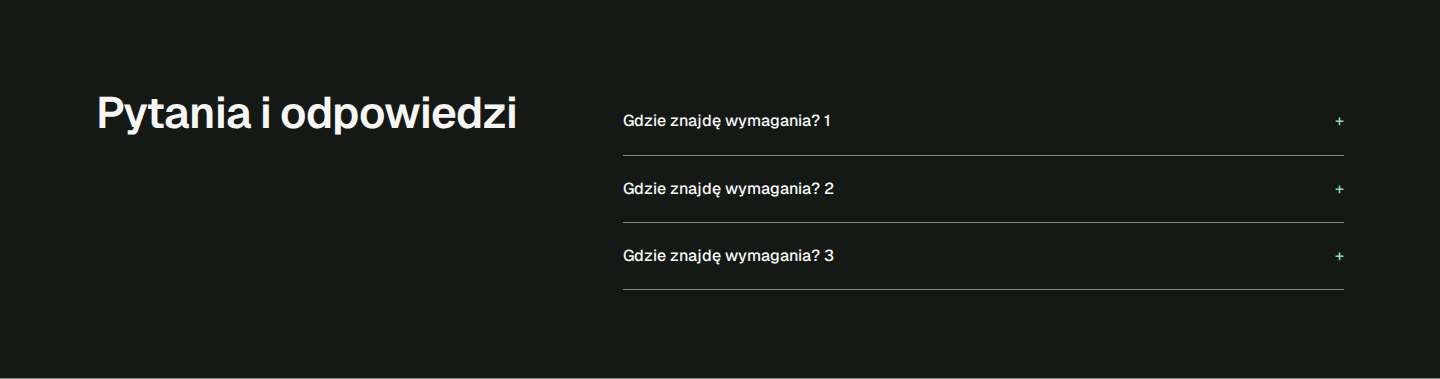 Pytania i odpowiedzi
Gdzie znajdę wymagania? 1
+
Gdzie znajdę wymagania? 2
+
Gdzie znajdę wymagania? 3
+